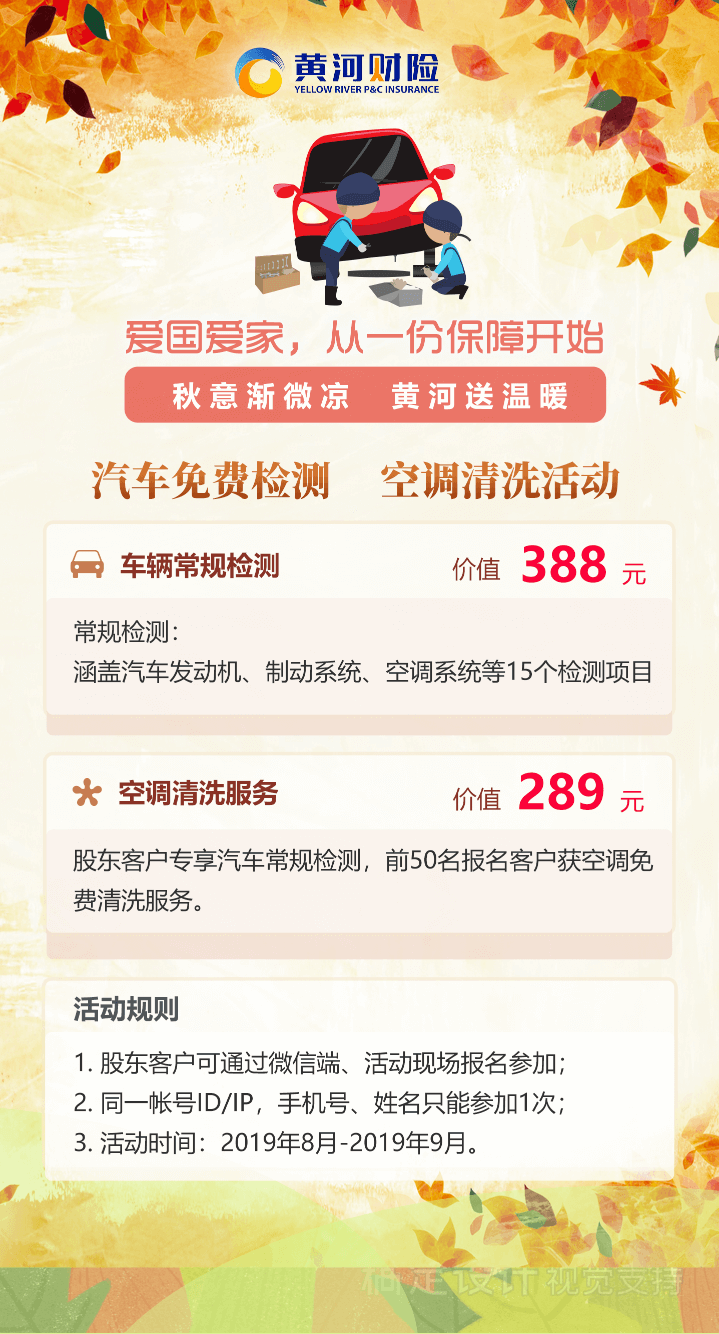 黄河财险
YELLOW RIVER P&C INSURANCE
爱国爱家，从一份保障开始
秋意渐微凉 黄河送温暖
汽车免费检测 空调清洗活动
车辆常规检测 价值 388 元
常规检测：
涵盖汽车发动机、制动系统、空调系统等15个检测项目
空调清洗服务 价值 289 元
股东客户专享汽车常规检测，前50名报名客户获空调免
费清洗服务。
活动规则
1. 股东客户可通过微信端、活动现场报名参加；
2. 同一帐号ID/IP，手机号、姓名只能参加1次；
3. 活动时间：2019年8月-2019年9月。
设计 视觉支持